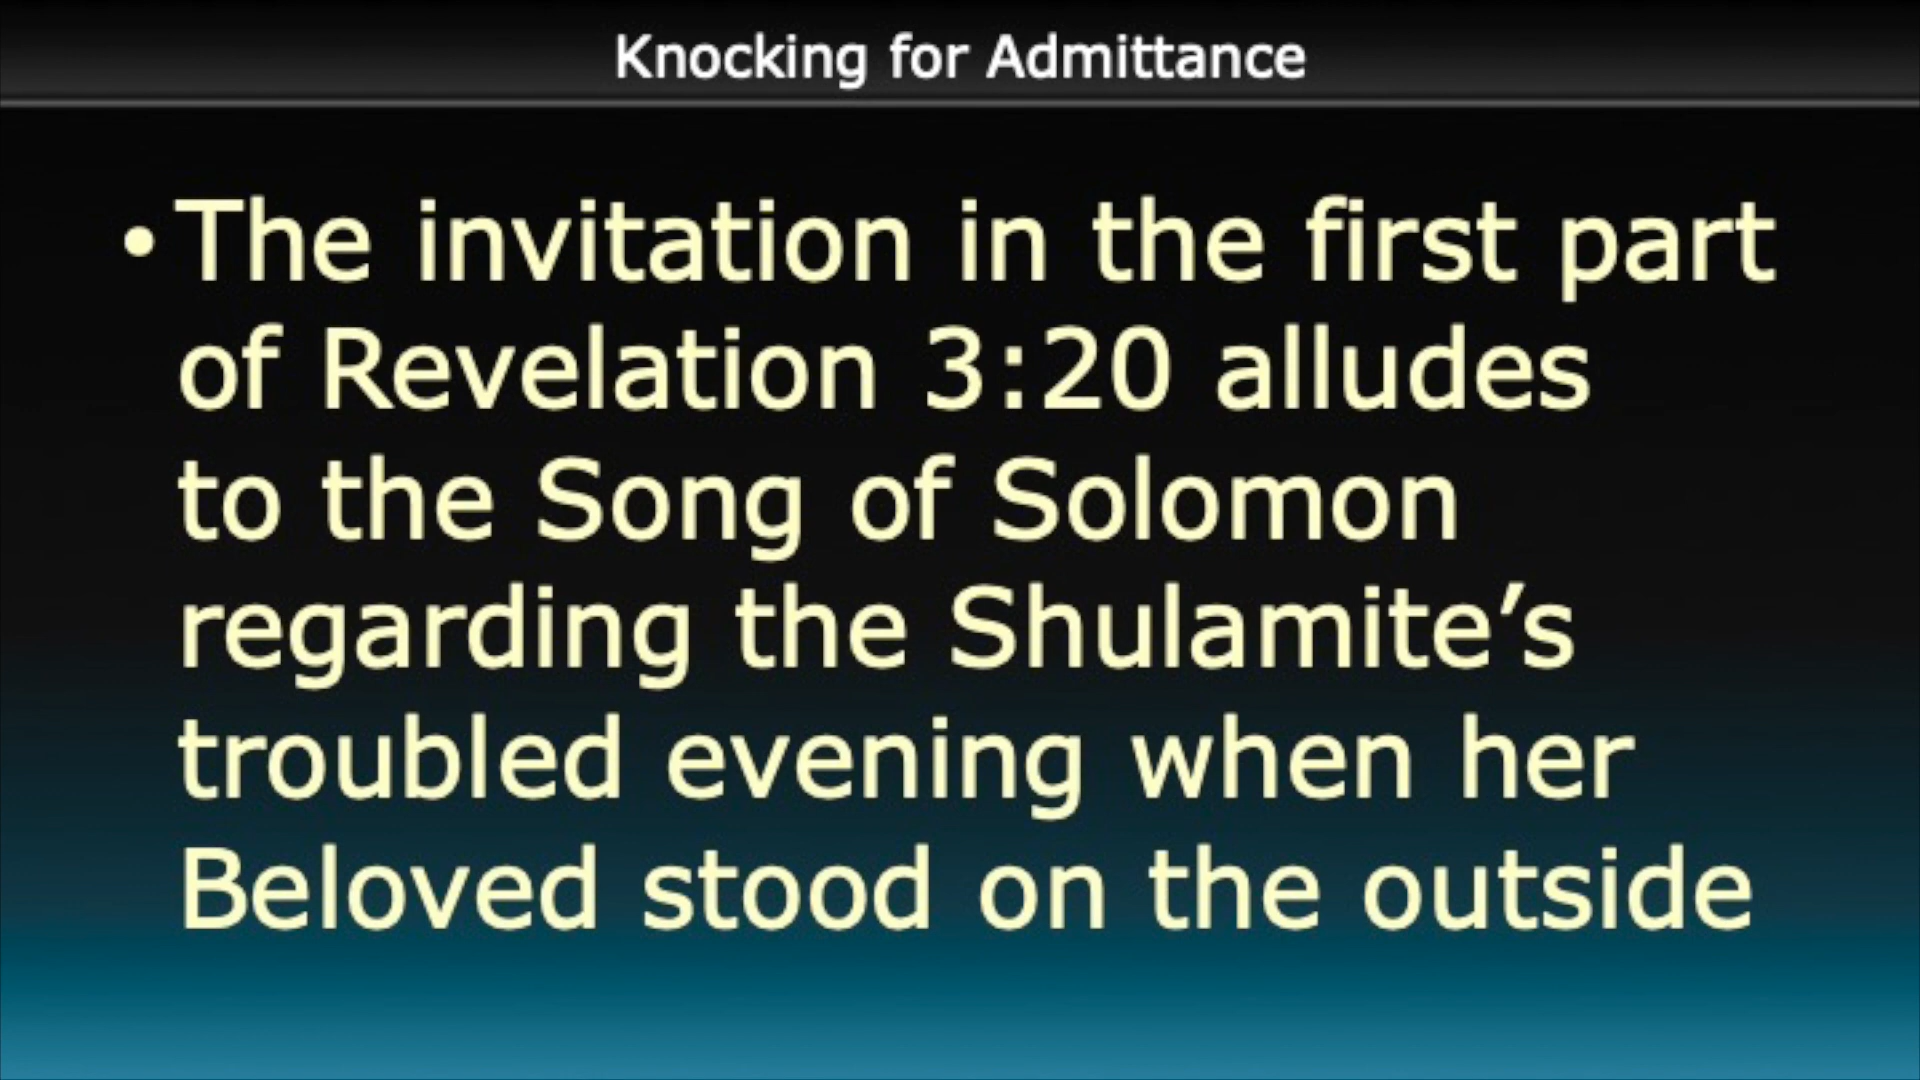 Knocking for Admittance
•The invitation in the first part
of Revelation 3:20 alludes
to the Song of Solomon
regarding the Shulamite’s
troubled evening when her
Beloved stood on the outside